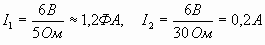 I₁ = 6В / 5Ом ≈ 1,2ФА,   I₂ = 6В / 30Ом = 0,2А